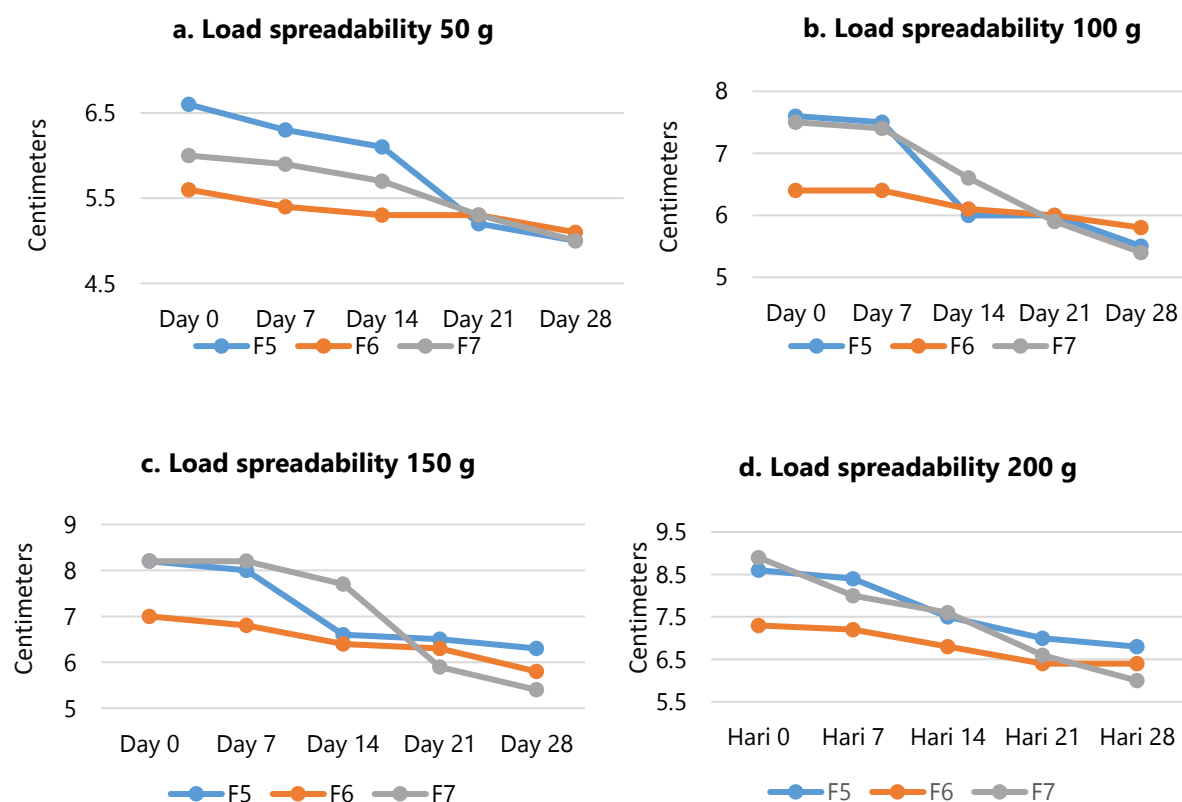 a. Load spreadability 50 g
Centimeters
6.5
5.5
4.5
Day 0 Day 7 Day 14 Day 21 Day 28
F5 F6 F7
b. Load spreadability 100 g
Centimeters
8
7
6
5
Day 0 Day 7 Day 14 Day 21 Day 28
F5 F6 F7
c. Load spreadability 150 g
Centimeters
9
8
7
6
5
Day 0 Day 7 Day 14 Day 21 Day 28
F5 F6 F7
d. Load spreadability 200 g
Centimeters
9.5
8.5
7.5
6.5
5.5
Hari 0 Hari 7 Hari 14 Hari 21 Hari 28
F5 F6 F7